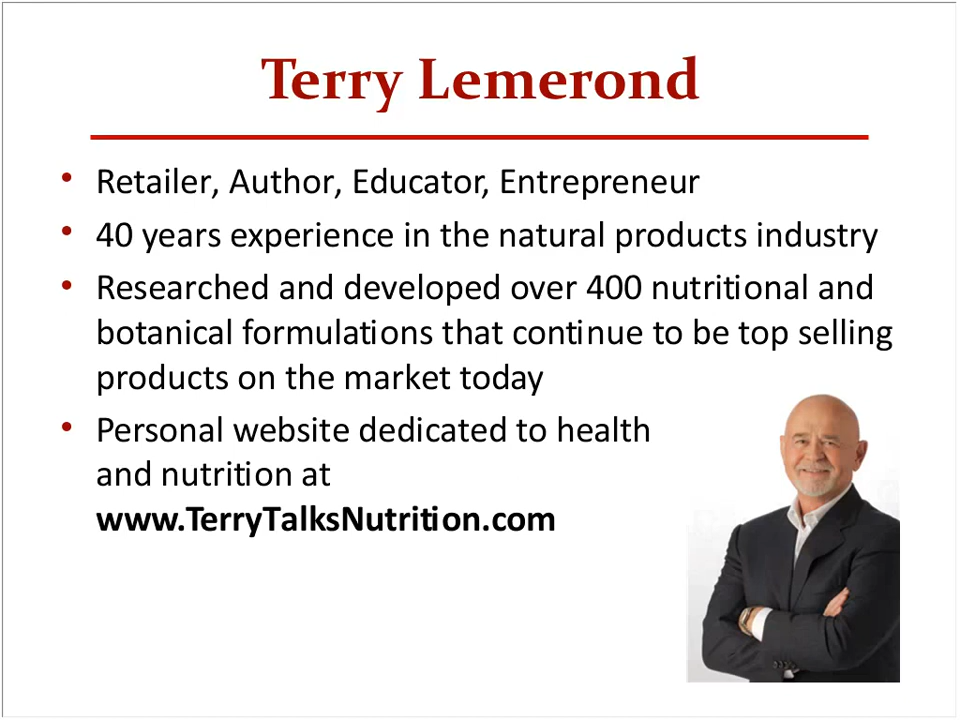 Terry Lemerond
• Retailer, Author, Educator, Entrepreneur
• 40 years experience in the natural products industry
• Researched and developed over 400 nutritional and
botanical formulations that continue to be top selling
products on the market today
• Personal website dedicated to health
and nutrition at
www.TerryTalksNutrition.com